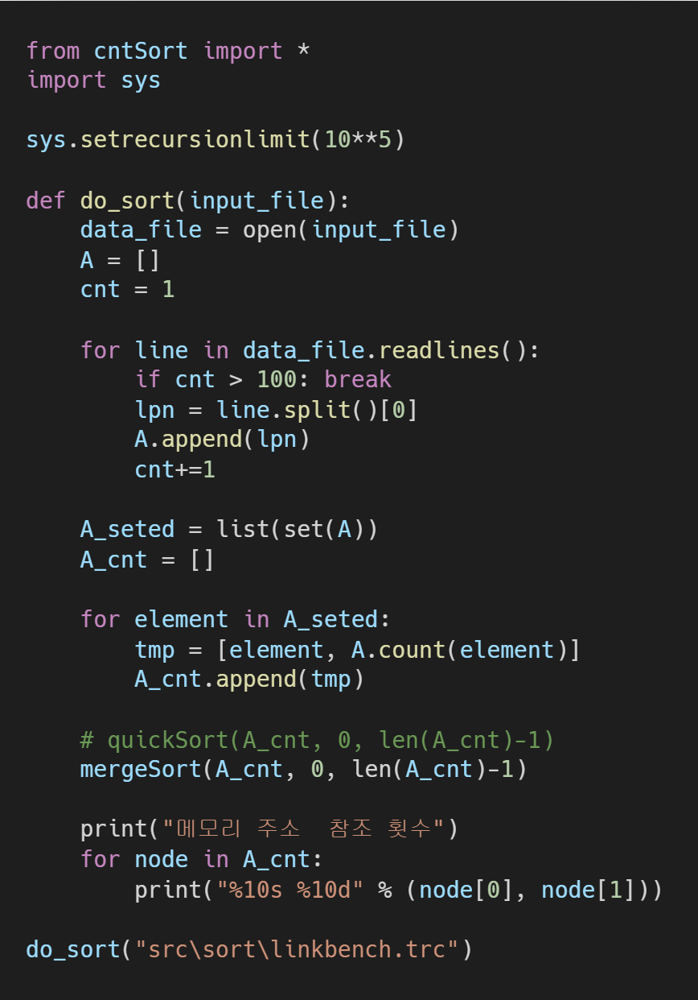 from cntSort import *
import sys

sys.setrecursionlimit(10**5)

def do_sort(input_file):
    data_file = open(input_file)
    A = []
    cnt = 1

    for line in data_file.readlines():
        if cnt > 100: break
        lpn = line.split()[0]
        A.append(lpn)
        cnt+=1

    A_seted = list(set(A))
    A_cnt = []

    for element in A_seted:
        tmp = [element, A.count(element)]
        A_cnt.append(tmp)

    # quickSort(A_cnt, 0, len(A_cnt)-1)
    mergeSort(A_cnt, 0, len(A_cnt)-1)

    print("메모리 주소  참조 횟수")
    for node in A_cnt:
        print("%10s %10d" % (node[0], node[1]))

do_sort("src\sort\linkbench.trc")